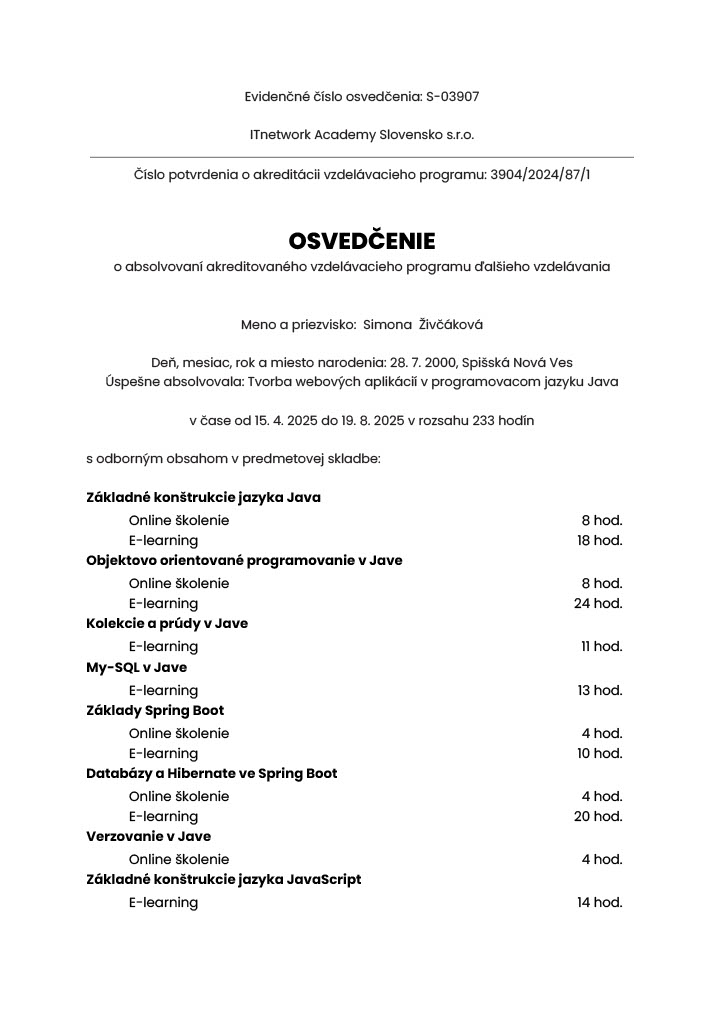 Evidenčné číslo osvedčenia: S-03907
ITnetwork Academy Slovensko s.r.o.
Číslo potvrdenia o akreditácii vzdelávacieho programu: 3904/2024/87/1
OSVEDČENIE
o absolvovaní akreditovaného vzdelávacieho programu ďalšieho vzdelávania
Meno a priezvisko: Simona Živčáková
Deň, mesiac, rok a miesto narodenia: 28. 7. 2000, Spišská Nová Ves
Úspešne absolvovala: Tvorba webových aplikácií v programovacom jazyku Java
v čase od 15. 4. 2025 do 19. 8. 2025 v rozsahu 233 hodín
s odborným obsahom v predmetovej skladbe:
Základné konštrukcie jazyka Java
Online školenie 8 hod.
E-learning 18 hod.
Objektovo orientované programovanie v Jave
Online školenie 8 hod.
E-learning 24 hod.
Kolekcie a prúdy v Jave
E-learning 11 hod.
My-SQL v Jave
E-learning 13 hod.
Základy Spring Boot
Online školenie 4 hod.
E-learning 10 hod.
Databázy a Hibernate ve Spring Boot
Online školenie 4 hod.
E-learning 20 hod.
Verzovanie v Jave
Online školenie 4 hod.
Základné konštrukcie jazyka JavaScript
E-learning 14 hod.